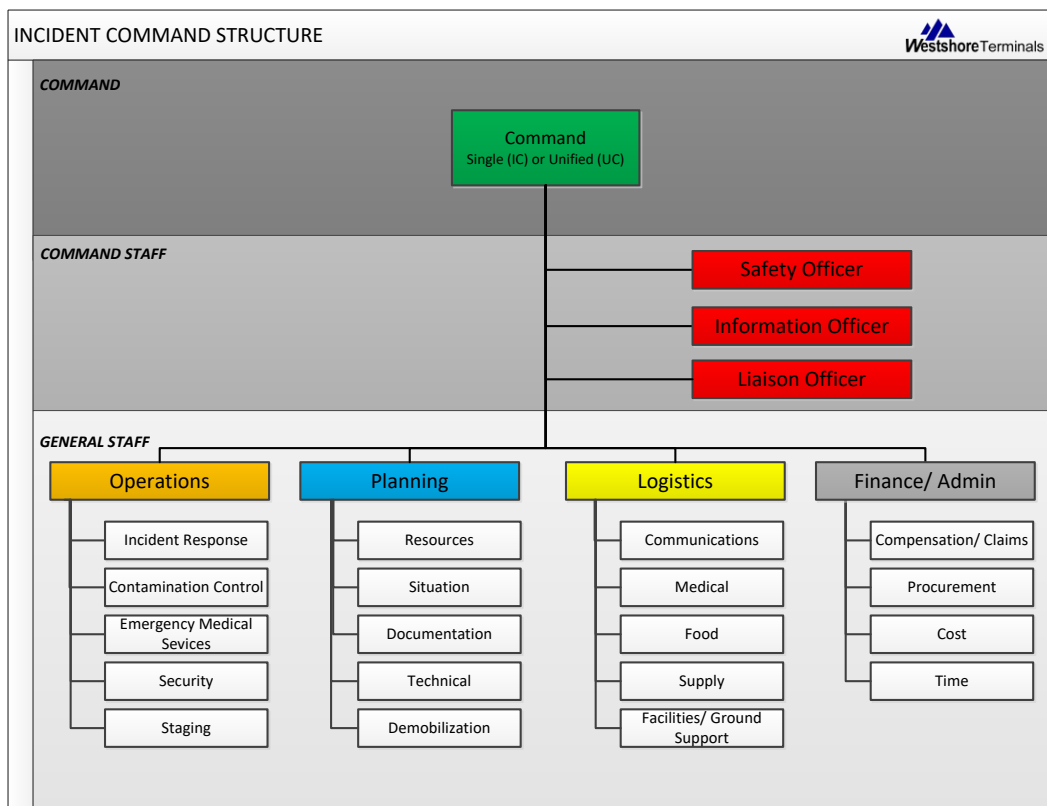 INCIDENT COMMAND STRUCTURE
Westshore Terminals
COMMAND
Command
Single (IC) or Unified (UC)
COMMAND STAFF
Safety Officer
Information Officer
Liaison Officer
GENERAL STAFF
Operations
Incident Response
Contamination Control
Emergency Medical
Sevices
Security
Staging
Planning
Resources
Situation
Documentation
Technical
Demobilization
Logistics
Communications
Medical
Food
Supply
Facilities/ Ground
Support
Finance/ Admin
Compensation/ Claims
Procurement
Cost
Time